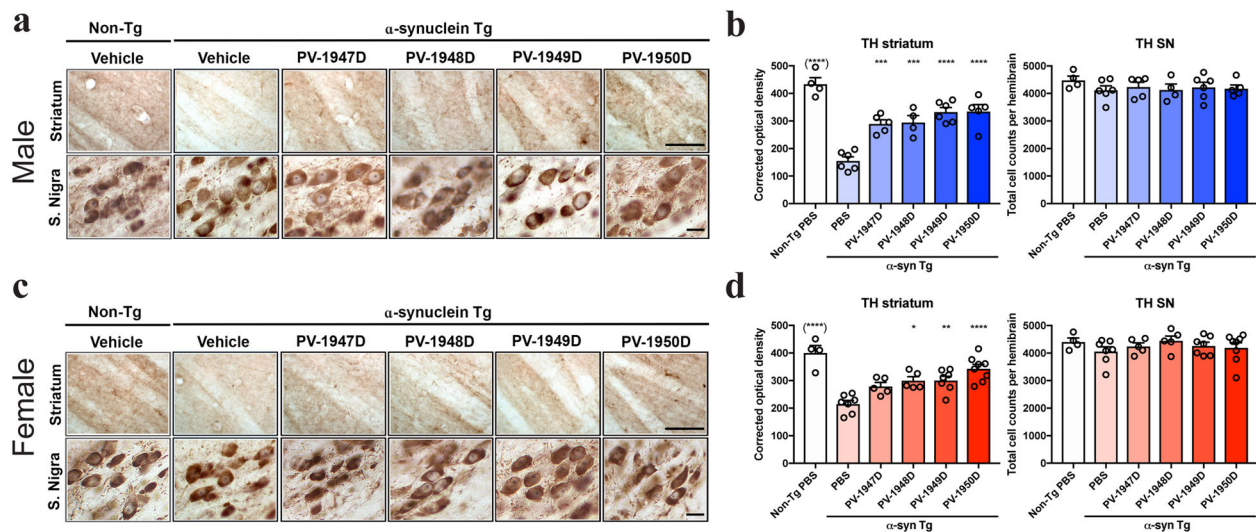 a
Non-Tg
α-synuclein Tg
Vehicle
Vehicle
PV-1947D
PV-1948D
PV-1949D
PV-1950D
Male
Striatum
S. Nigra
b
TH striatum
Corrected optical density
500
400
300
200
100
0
(****)
***
***
****
****
Non-Tg PBS
PBS
PV-1947D
PV-1948D
PV-1949D
PV-1950D
α-syn Tg
TH SN
Total cell counts per hemibrain
5000
4000
3000
2000
1000
0
Non-Tg PBS
PBS
PV-1947D
PV-1948D
PV-1949D
PV-1950D
α-syn Tg
c
Non-Tg
α-synuclein Tg
Vehicle
Vehicle
PV-1947D
PV-1948D
PV-1949D
PV-1950D
Female
Striatum
S. Nigra
d
TH striatum
Corrected optical density
500
400
300
200
100
0
(****)
*
**
****
Non-Tg PBS
PBS
PV-1947D
PV-1948D
PV-1949D
PV-1950D
α-syn Tg
TH SN
Total cell counts per hemibrain
5000
4000
3000
2000
1000
0
Non-Tg PBS
PBS
PV-1947D
PV-1948D
PV-1949D
PV-1950D
α-syn Tg